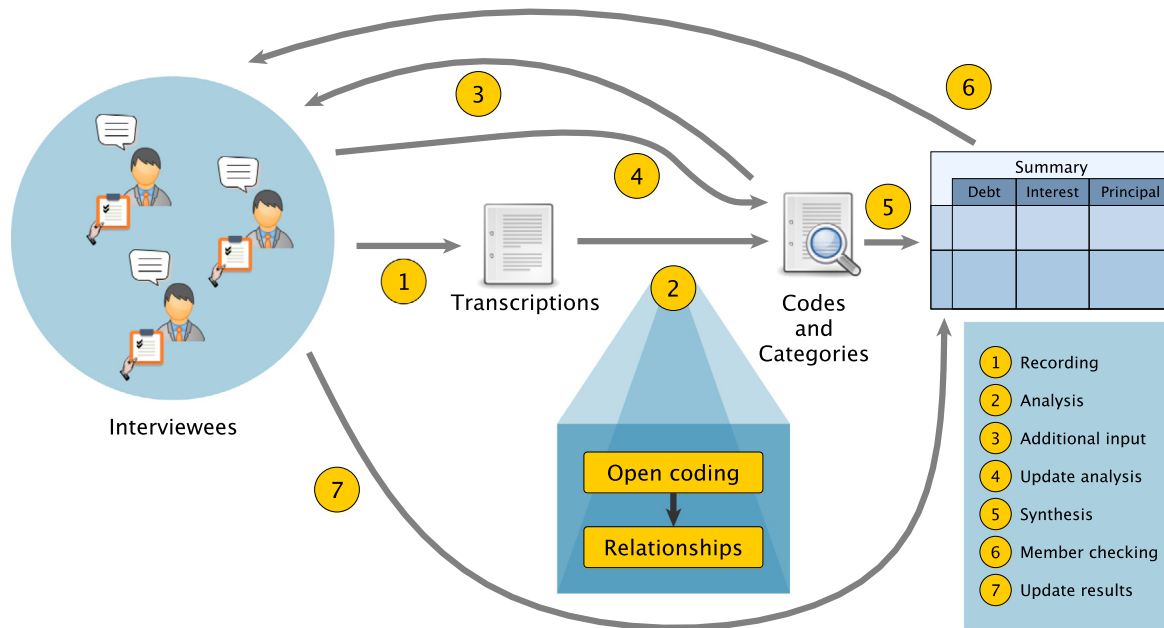 6
3
Summary
Debt Interest Principal
4
5
1
Transcriptions
2
Codes
and
Categories
Interviewees
7
Open coding
Relationships
1 Recording
2 Analysis
3 Additional input
4 Update analysis
5 Synthesis
6 Member checking
7 Update results